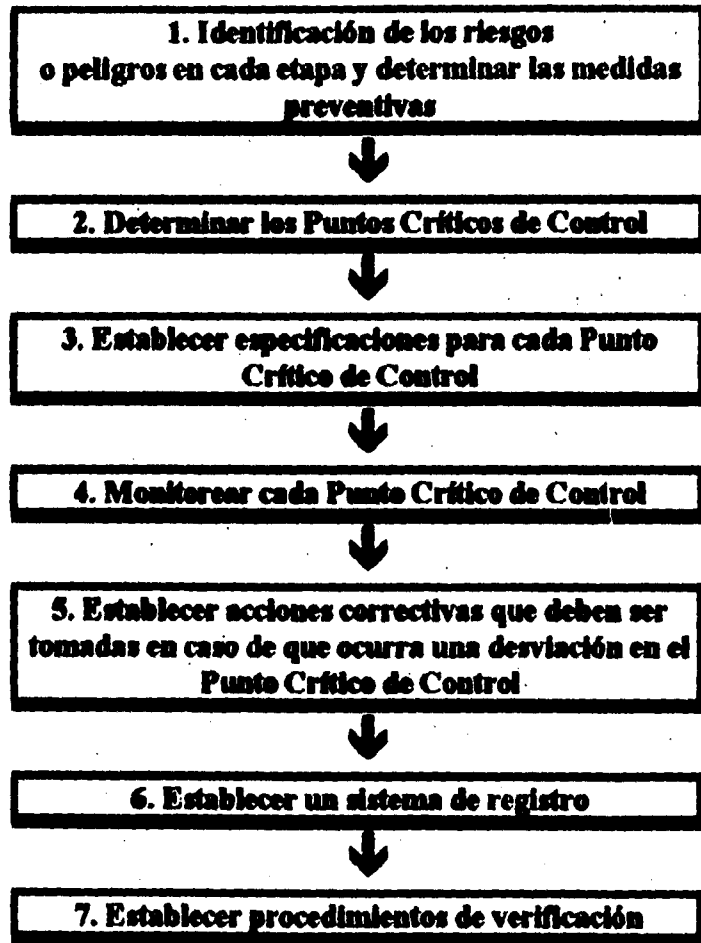 1. Identificación de los riesgos
o peligros en cada etapa y determinar las medidas
preventivas
2. Determinar los Puntos Críticos de Control
3. Establecer especificaciones para cada Punto
Crítico de Control
4. Monitorear cada Punto Crítico de Control
5. Establecer acciones correctivas que deben ser
tomadas en caso de que ocurra una desviación en el
Punto Crítico de Control
6. Establecer un sistema de registro
7. Establecer procedimientos de verificación